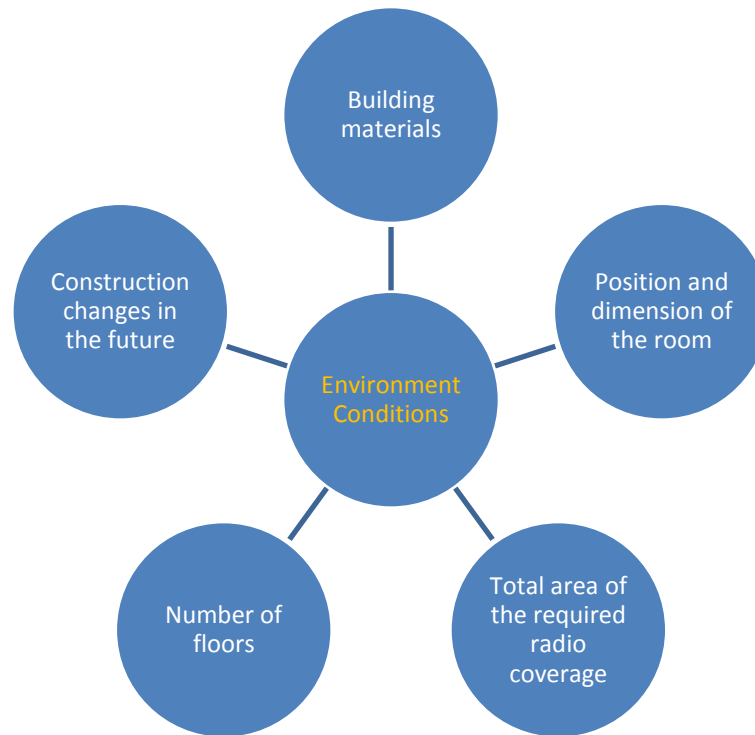 Building
materials
Construction
changes in
the future
Position and
dimension of
the room
Environment
Conditions
Number of
floors
Total area of
the required
radio
coverage